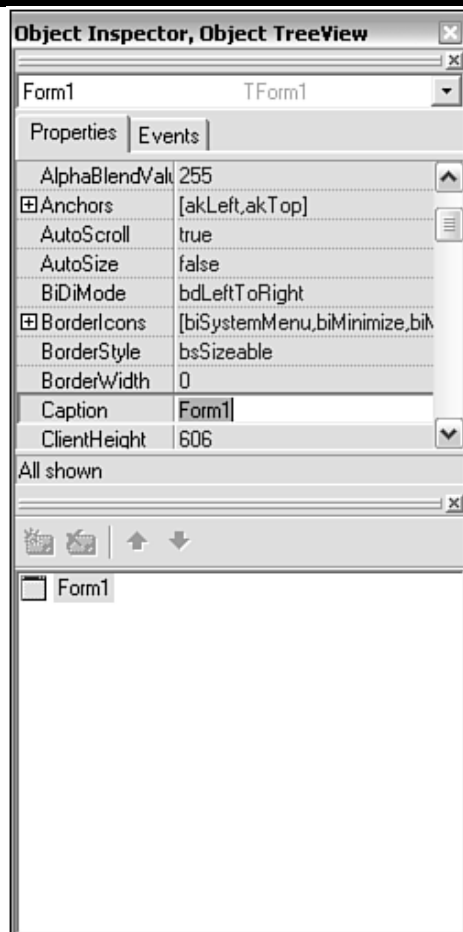 Object Inspector, Object TreeView
Form1 TForm1
Properties Events
AlphaBlendValu 255
Anchors [akLeft,akTop]
AutoScroll true
AutoSize false
BiDiMode bdLeftToRight
BorderIcons [biSystemMenu,biMinimize,biM
BorderStyle bsSizeable
BorderWidth 0
Caption Form1
ClientHeight 606
All shown
Form1